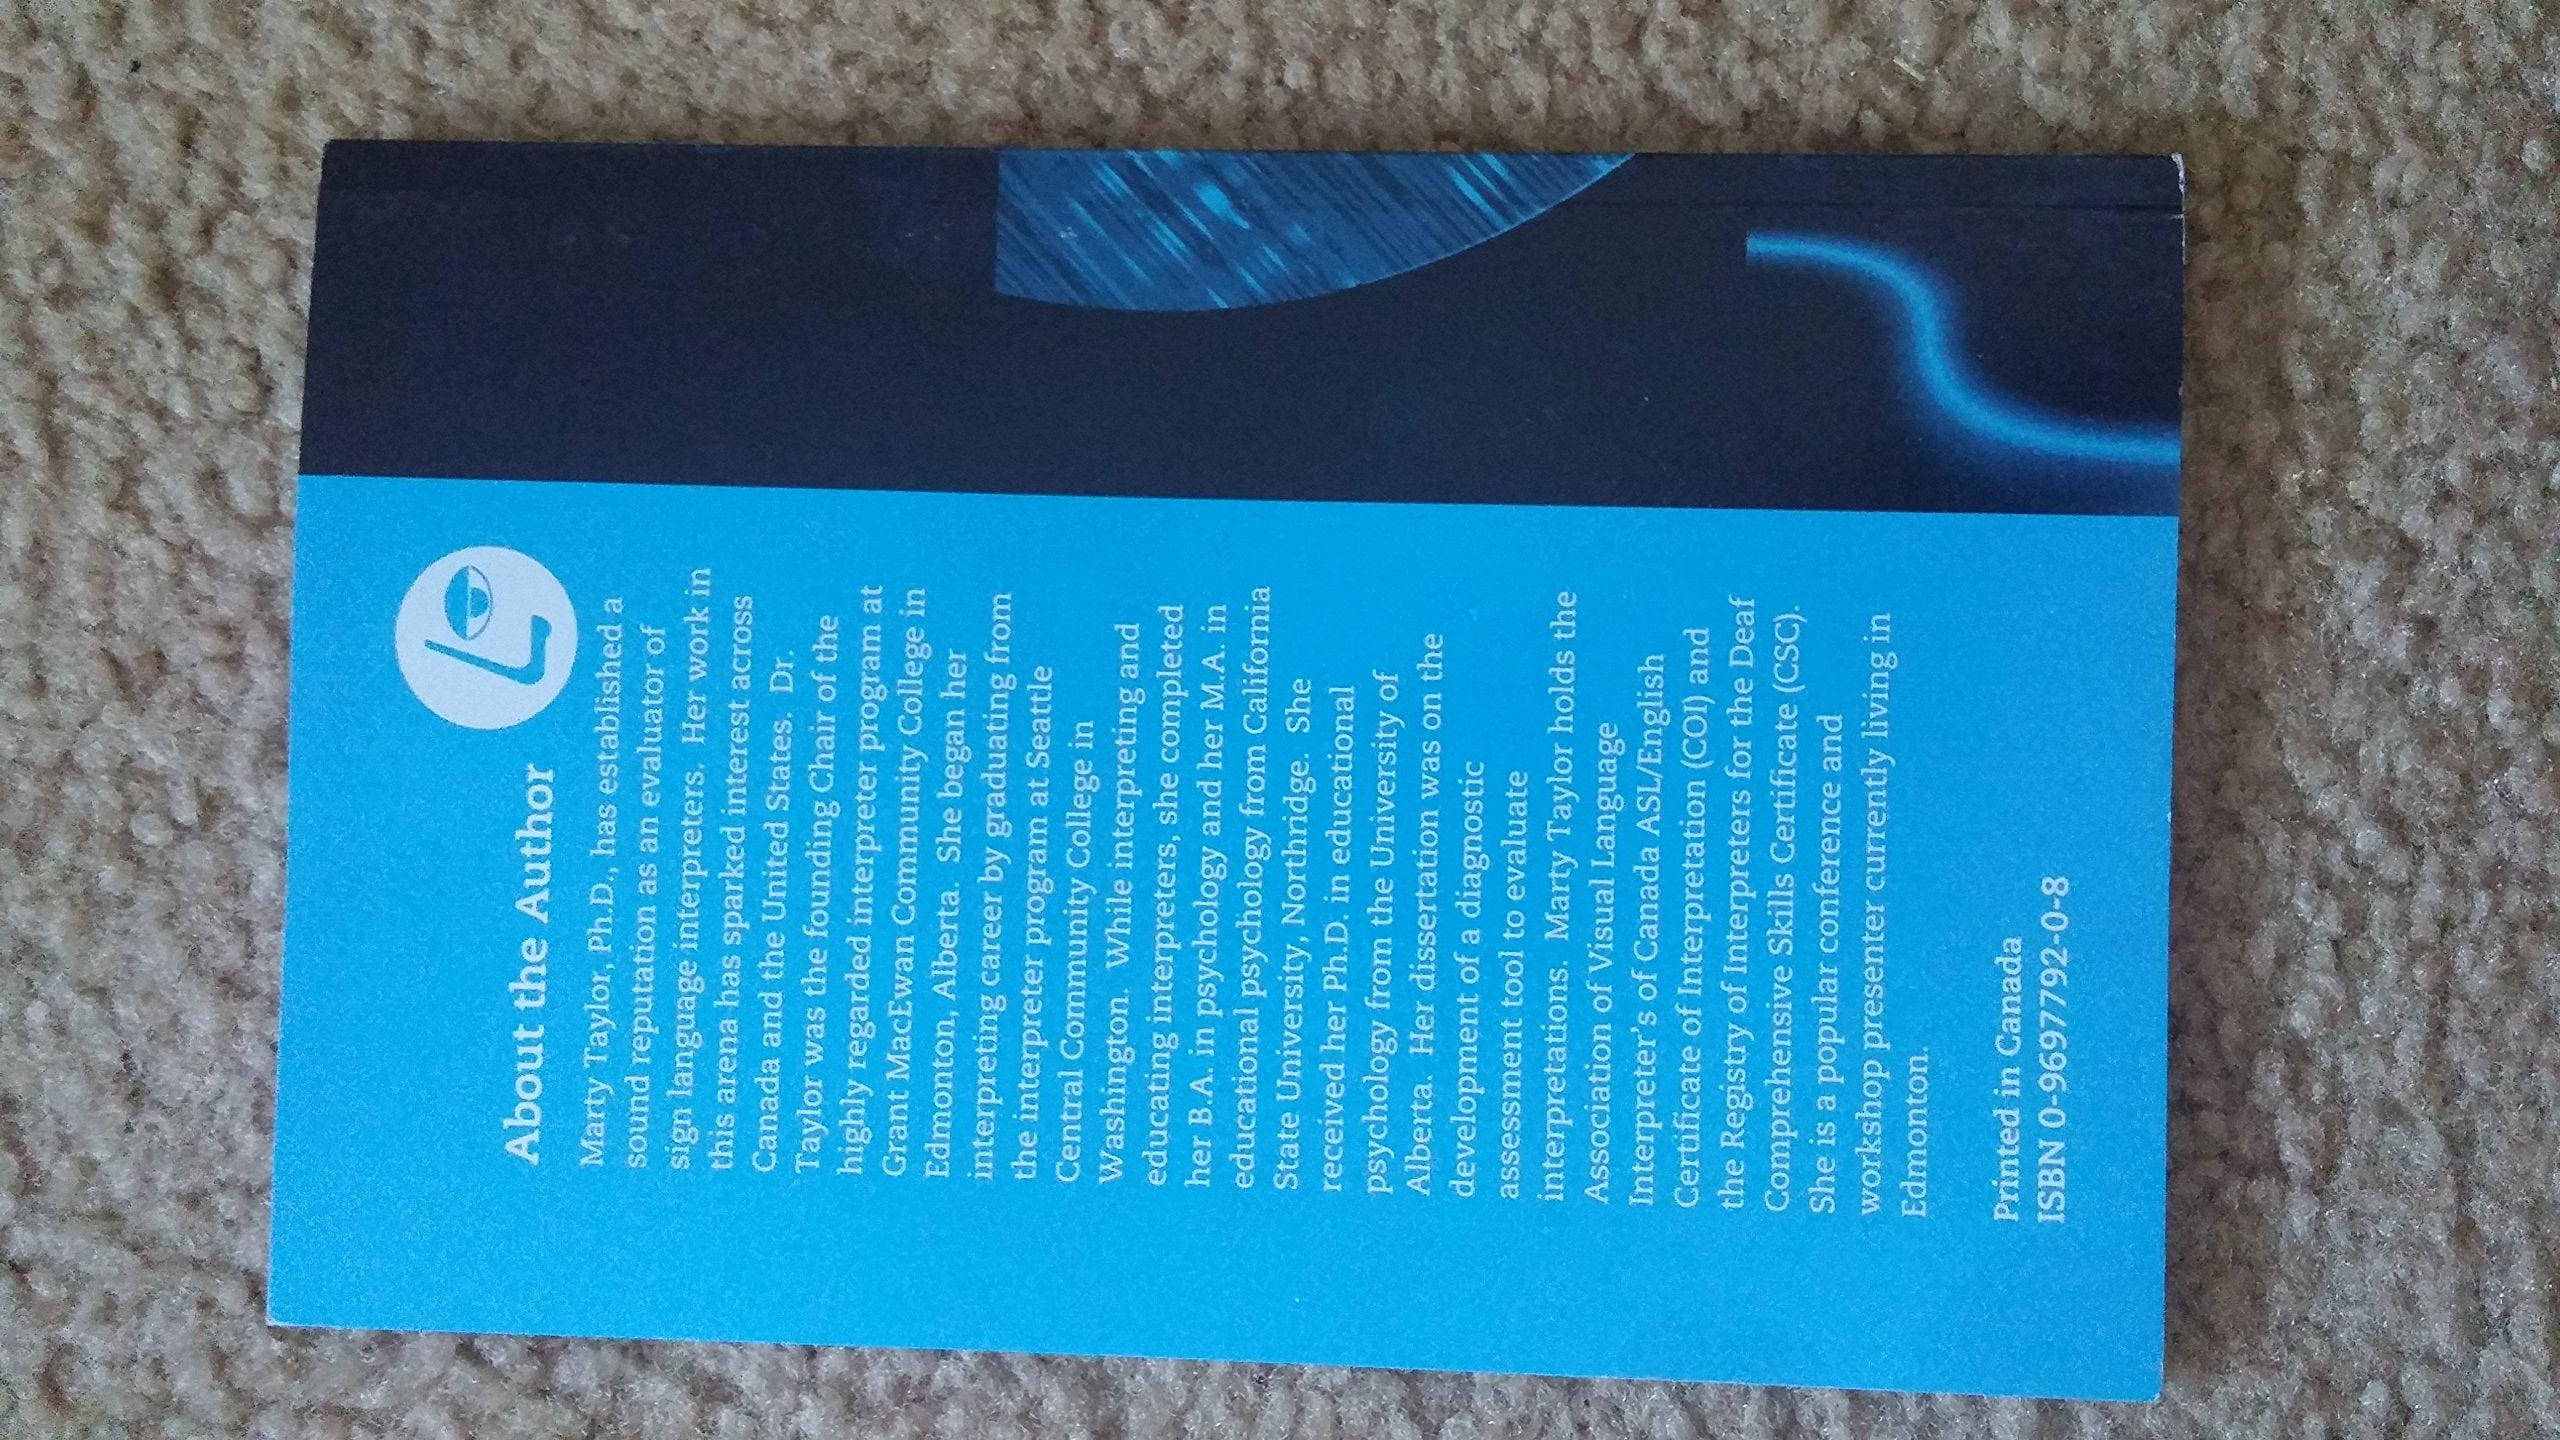 About the Author
Marty Taylor, Ph.D., has established a
sound reputation as an evaluator of
sign language interpreters. Her work in
this arena has sparked interest across
Canada and the United States. Dr.
Taylor was the founding Chair of the
highly regarded interpreter program at
Grant MacEwan Community College in
Edmonton, Alberta. She began her
interpreting career by graduating from
the interpreter program at Seattle
Central Community College in
Washington. While interpreting and
educating interpreters, she completed
her B.A. in psychology and her M.A. in
educational psychology from California
State University, Northridge. She
received her Ph.D. in educational
psychology from the University of
Alberta. Her dissertation was on the
development of a diagnostic
assessment tool to evaluate
interpretations. Marty Taylor holds the
Association of Visual Language
Interpreter's of Canada ASL/English
Certificate of Interpretation (COI) and
the Registry of Interpreters for the Deaf
Comprehensive Skills Certificate (CSC).
She is a popular conference and
workshop presenter currently living in
Edmonton.
Printed in Canada
ISBN 0-9697792-0-8